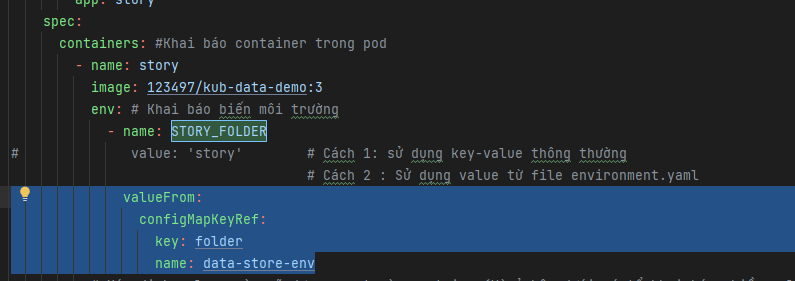 app: story
spec:
containers: #Khai báo container trong pod
- name: story
image: 123497/kub-data-demo:3
env: # Khai báo biến môi trường
- name: STORY_FOLDER
# value: 'story' # Cách 1: sử dụng key-value thông thường
# Cách 2 : Sử dụng value từ file environment.yaml
valueFrom:
configMapKeyRef:
key: folder
name: data-store-env